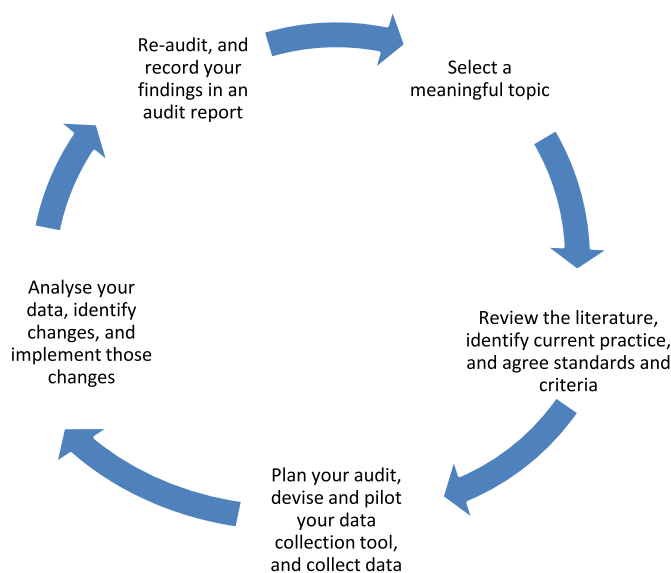 Re-audit, and
record your
findings in an
audit report
Select a
meaningful topic
Review the literature,
identify current practice,
and agree standards and
criteria
Plan your audit,
devise and pilot
your data
collection tool,
and collect data
Analyse your
data, identify
changes, and
implement those
changes